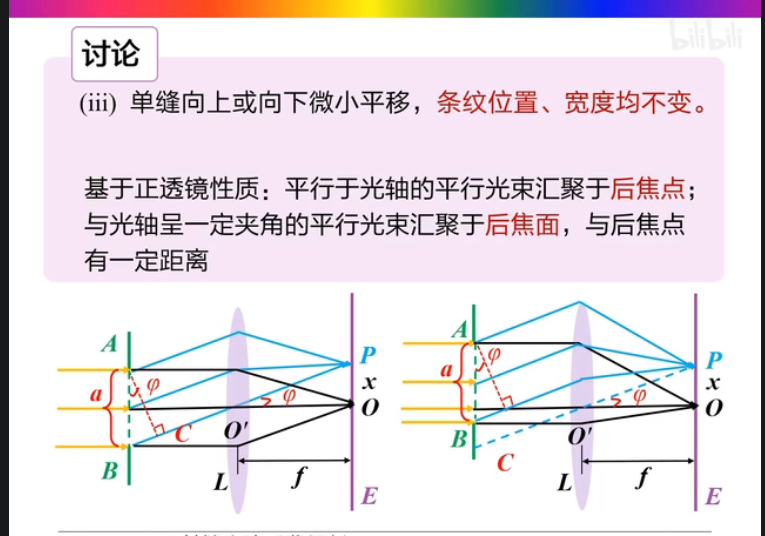 bilibili
讨论
(iii) 单缝向上或向下微小平移，条纹位置、宽度均不变。
基于正透镜性质：平行于光轴的平行光束汇聚于后焦点；
与光轴呈一定夹角的平行光束汇聚于后焦面，与后焦点
有一定距离
A
φ
a
C
B
O'
φ
L
f
P
x
O
E
A
φ
a
B
C
O'
φ
L
f
P
x
O
E